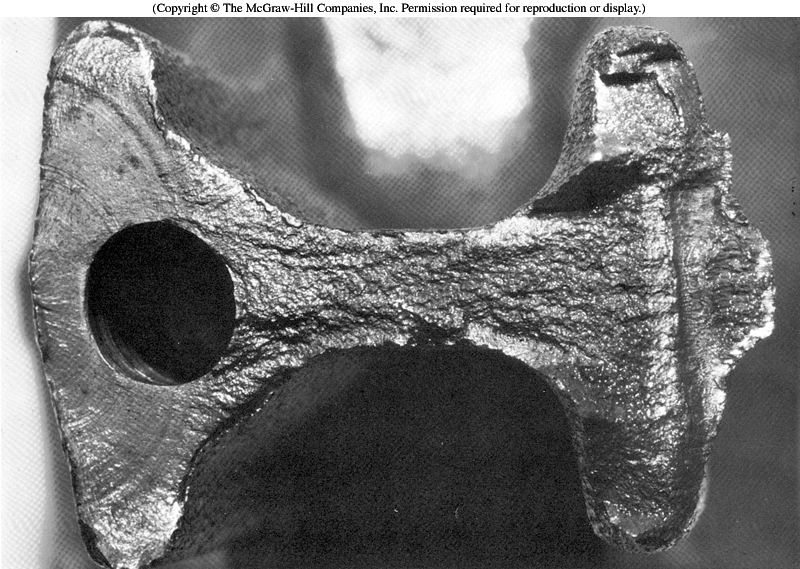 (Copyright © The McGraw-Hill Companies, Inc. Permission required for reproduction or display.)